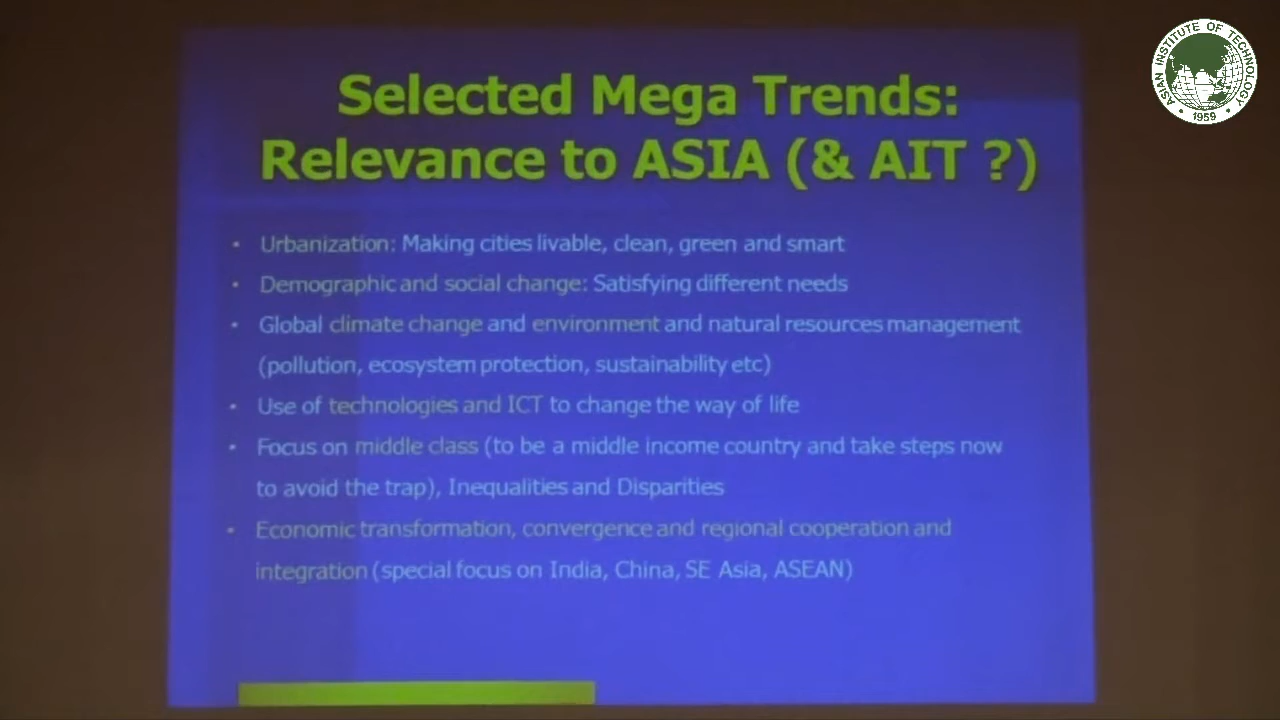 Selected Mega Trends:
Relevance to ASIA (& AIT ?)
• Urbanization: Making cities livable, clean, green and smart
• Demographic and social change: Satisfying different needs
• Global climate change and environment and natural resources management
(pollution, ecosystem protection, sustainability etc)
• Use of technologies and ICT to change the way of life
• Focus on middle class (to be a middle income country and take steps now
to avoid the trap), Inequalities and Disparities
• Economic transformation, convergence and regional cooperation and
integration (special focus on India, China, SE Asia, ASEAN)
ASIAN INSTITUTE OF TECHNOLOGY
• 1959 •